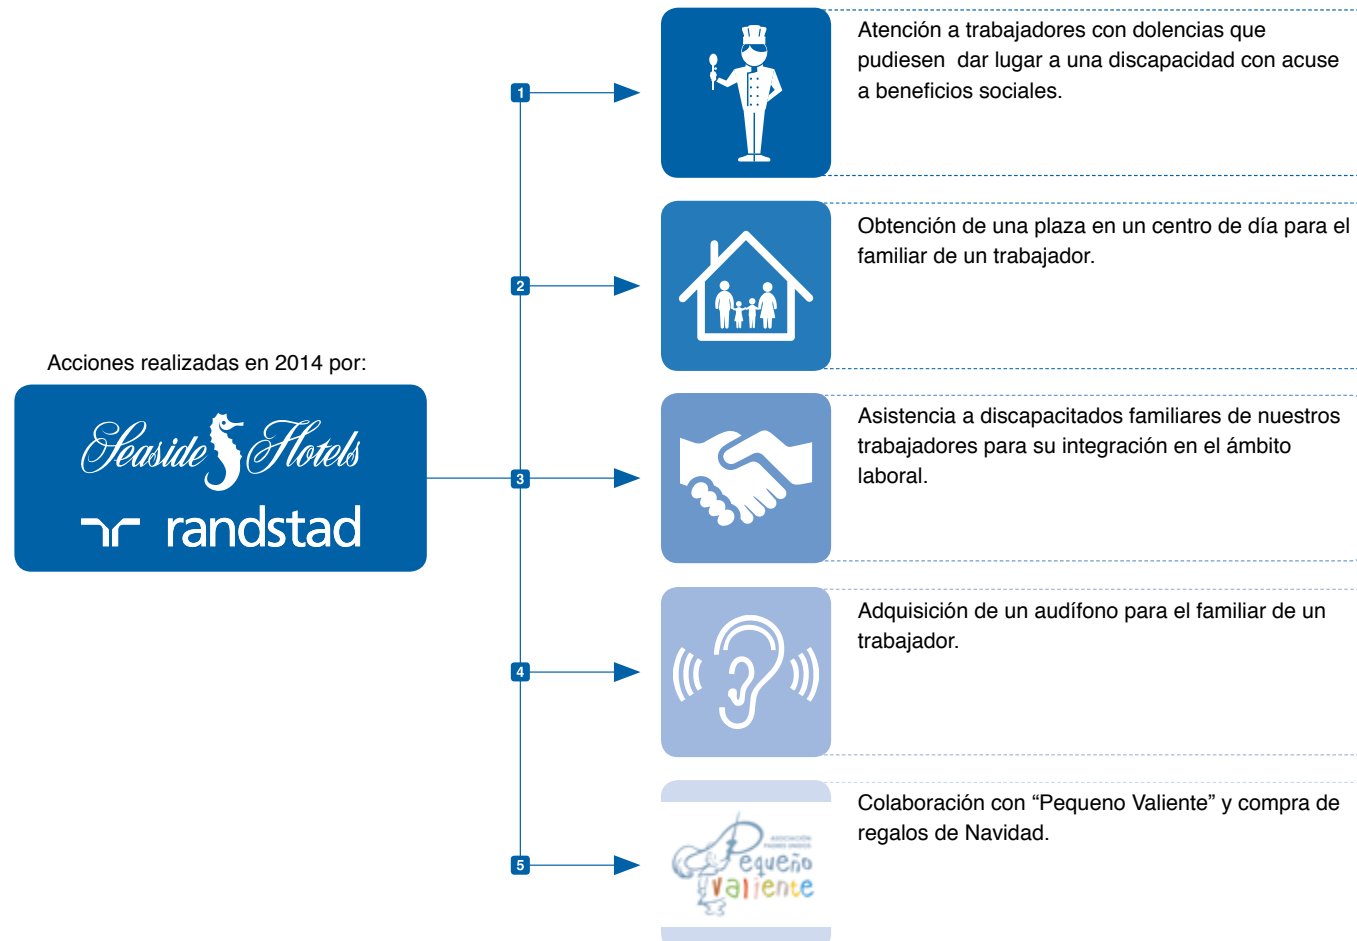 Acciones realizadas en 2014 por:
Seaside Hotels
randstad
1
Atención a trabajadores con dolencias que
pudiesen dar lugar a una discapacidad con acuse
a beneficios sociales.
2
Obtención de una plaza en un centro de día para el
familiar de un trabajador.
3
Asistencia a discapacitados familiares de nuestros
trabajadores para su integración en el ámbito
laboral.
4
Adquisición de un audífono para el familiar de un
trabajador.
5
Colaboración con “Pequeno Valiente” y compra de
regalos de Navidad.
ASOCIACIÓN
PADRES UNIDOS
Pequeño
Valiente